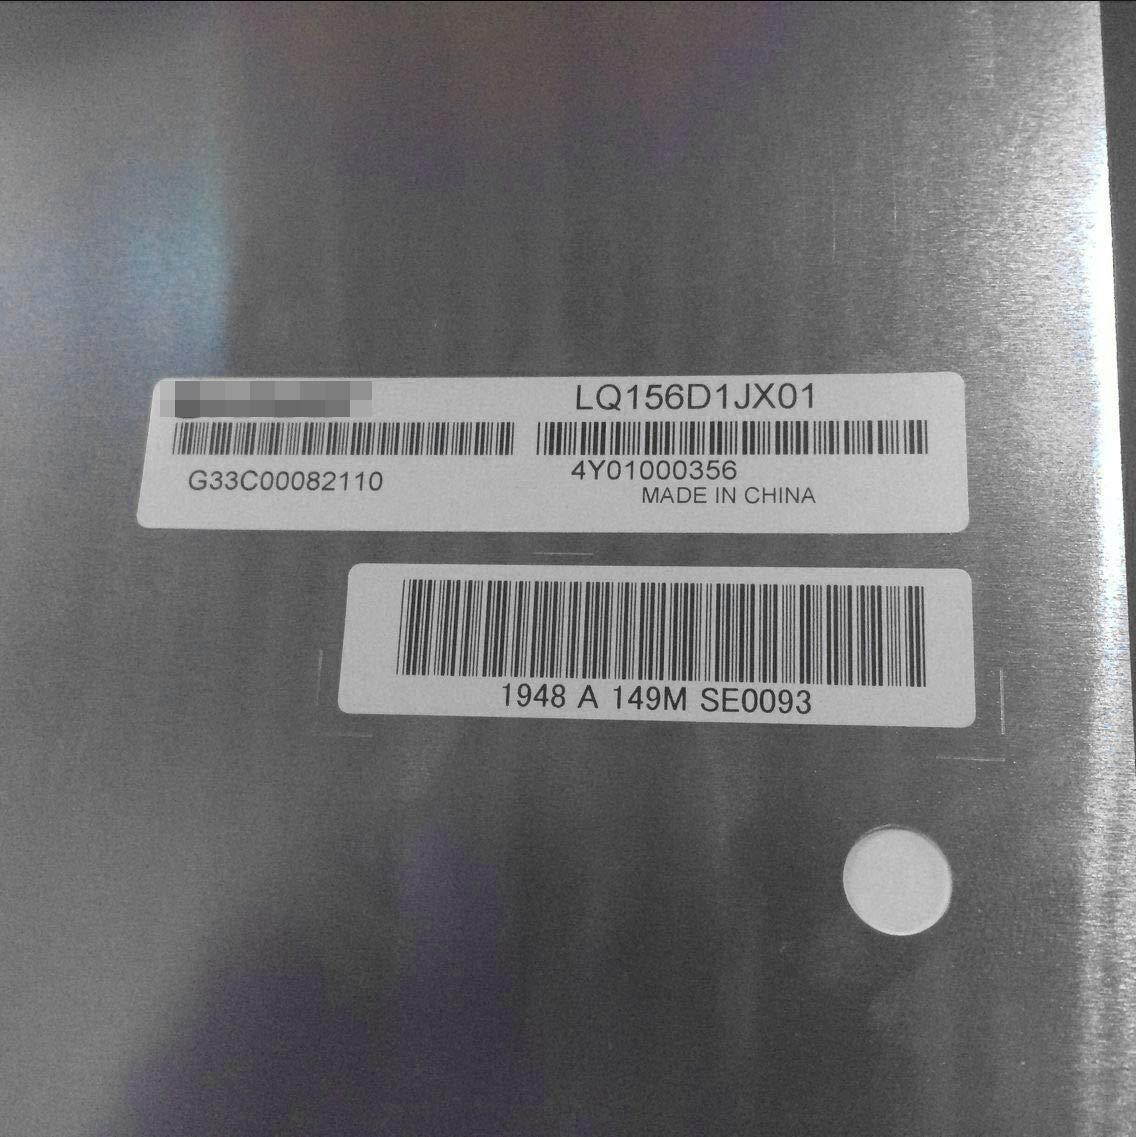 LQ156D1JX01
G33C00082110
4Y01000356
MADE IN CHINA
1948 A 149M SE0093